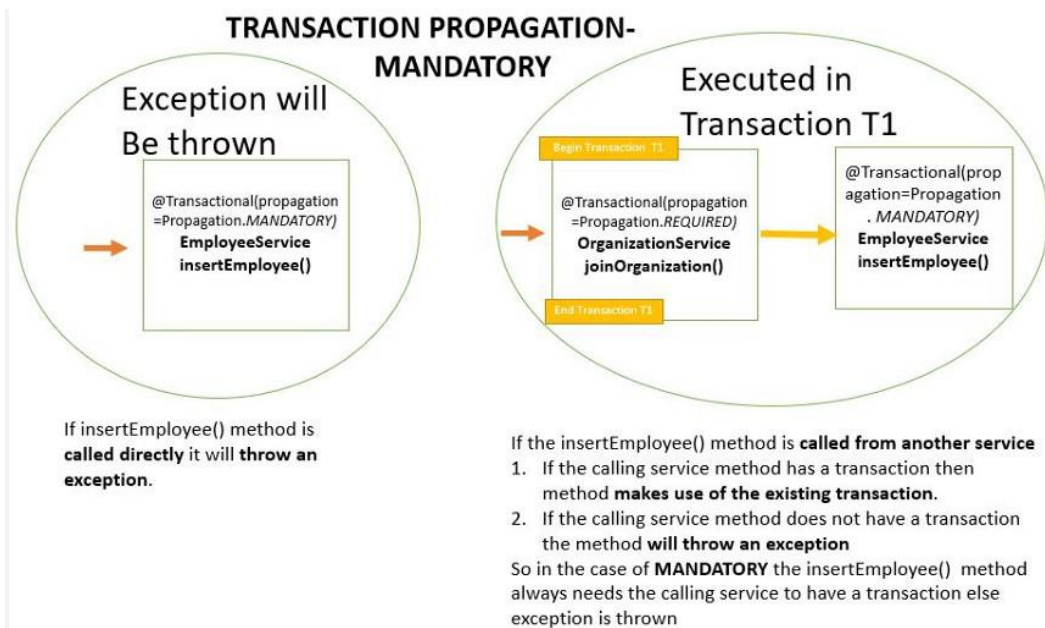 TRANSACTION PROPAGATION-
MANDATORY
Exception will
Be thrown
@Transactional(propagation
=Propagation.MANDATORY)
EmployeeService
insertEmployee()
If insertEmployee() method is
called directly it will throw an
exception.
Executed in
Transaction T1
Begin Transaction T1
@Transactional(propagation
=Propagation.REQUIRED)
OrganizationService
joinOrganization()
End Transaction T1
@Transactional(prop
agation=Propagation
. MANDATORY)
EmployeeService
insertEmployee()
If the insertEmployee() method is called from another service
1. If the calling service method has a transaction then
method makes use of the existing transaction.
2. If the calling service method does not have a transaction
the method will throw an exception
So in the case of MANDATORY the insertEmployee() method
always needs the calling service to have a transaction else
exception is thrown